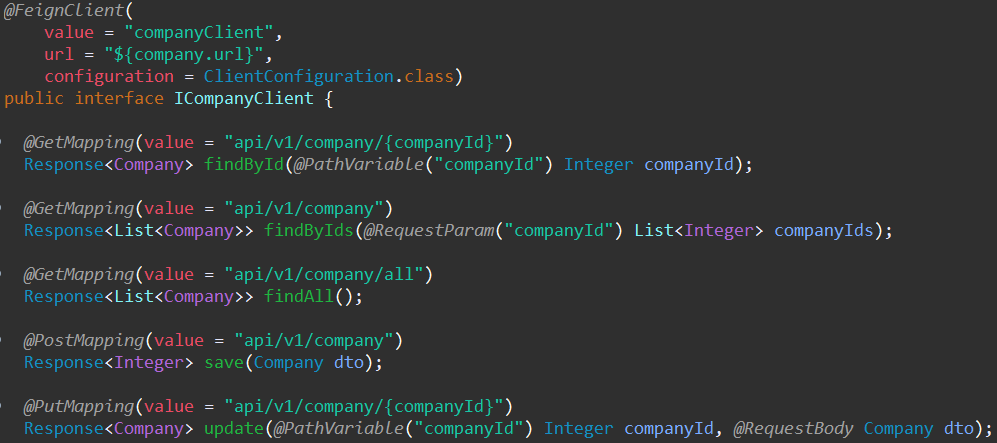 @FeignClient(
    value = "companyClient",
    url = "${company.url}",
    configuration = ClientConfiguration.class)
public interface ICompanyClient {
  @GetMapping(value = "api/v1/company/{companyId}")
  Response<Company> findById(@PathVariable("companyId") Integer companyId);
  @GetMapping(value = "api/v1/company")
  Response<List<Company>> findByIds(@RequestParam("companyId") List<Integer> companyIds);
  @GetMapping(value = "api/v1/company/all")
  Response<List<Company>> findAll();
  @PostMapping(value = "api/v1/company")
  Response<Integer> save(Company dto);
  @PutMapping(value = "api/v1/company/{companyId}")
  Response<Company> update(@PathVariable("companyId") Integer companyId, @RequestBody Company dto);